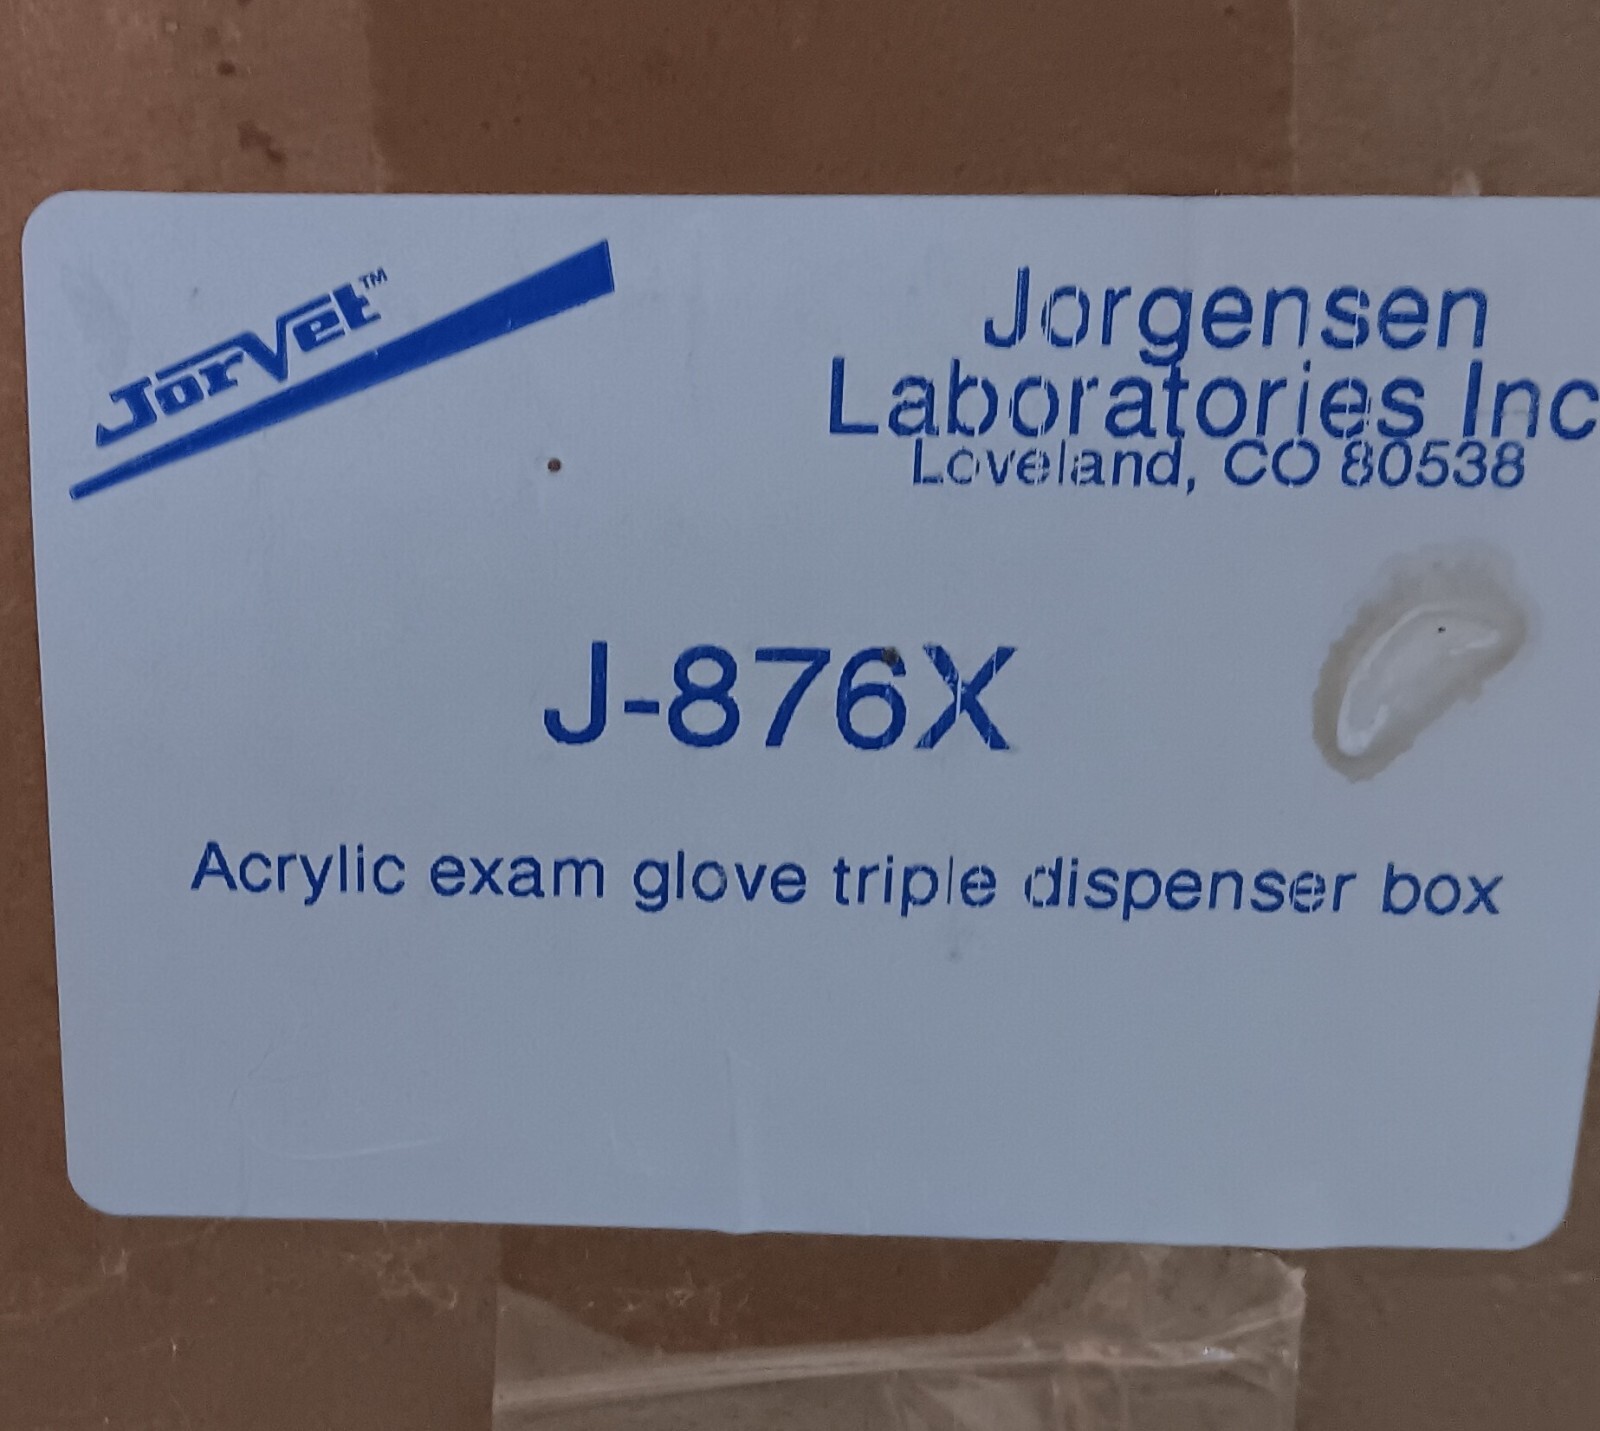 JorVet™
Jorgensen
Laboratories Inc
Loveland, CO 80538
J-876X
Acrylic exam glove triple dispenser box